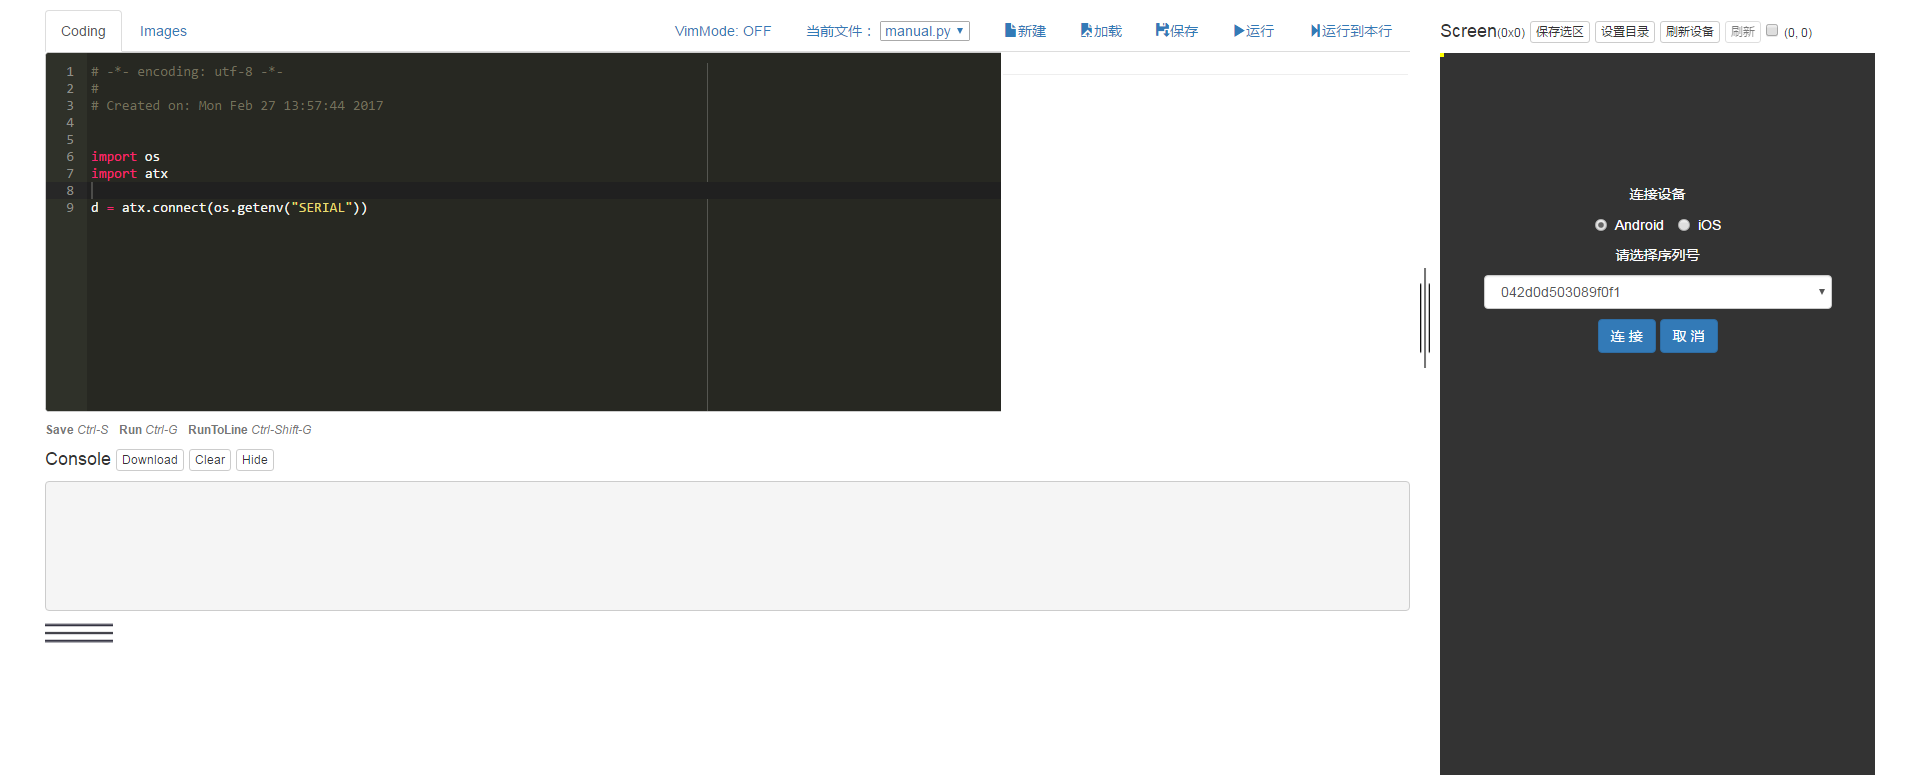 Coding Images VimMode: OFF 当前文件： manual.py 新建 加载 保存 运行 运行到本行
Screen(0x0) 保存选区 设置目录 刷新设备 刷新 (0, 0)
1 # -*- encoding: utf-8 -*-
2 #
3 # Created on: Mon Feb 27 13:57:44 2017
4
5
6 import os
7 import atx
8
9 d = atx.connect(os.getenv("SERIAL"))
Save Ctrl-S Run Ctrl-G RunToLine Ctrl-Shift-G
Console Download Clear Hide
连接设备
Android iOS
请选择序列号
042d0d503089f0f1
连 接 取 消